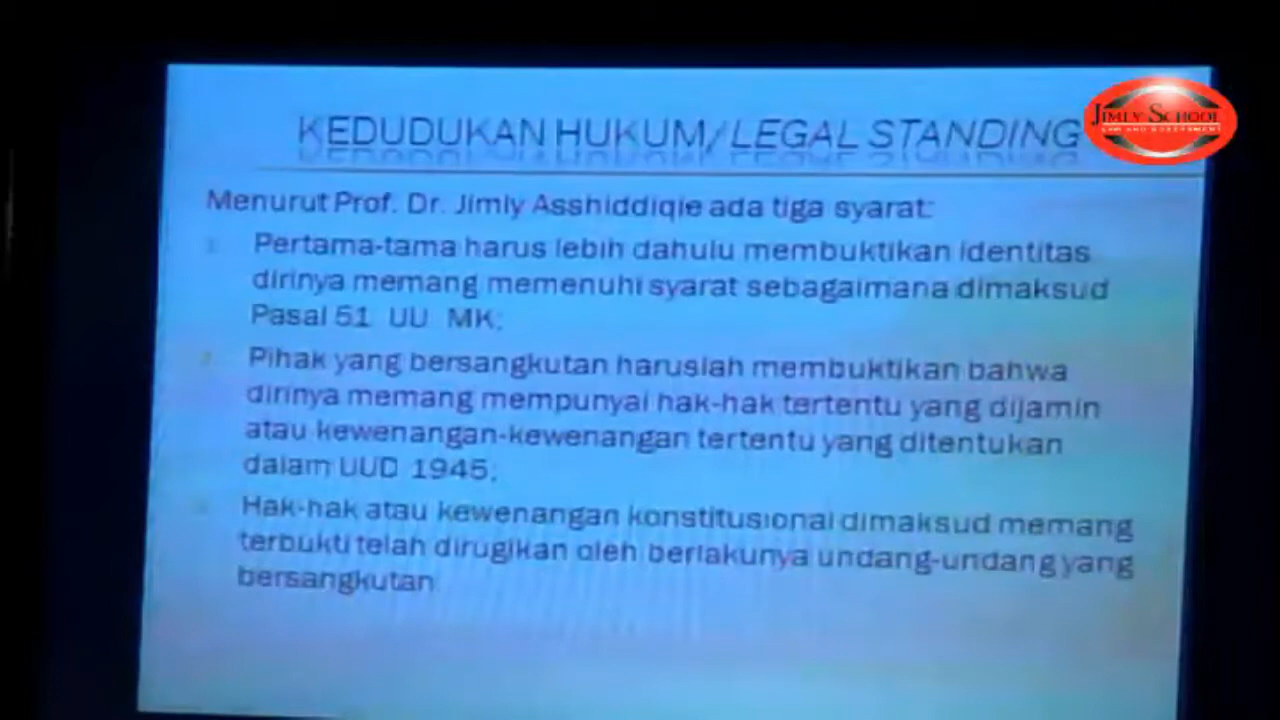 KEDUDUKAN HUKUM/LEGAL STANDING
JIMLY SCHOOL
LAW AND GOVERNMENT
Menurut Prof. Dr. Jimly Asshiddiqie ada tiga syarat:
Pertama-tama harus lebih dahulu membuktikan identitas
dirinya memang memenuhi syarat sebagaimana dimaksud
Pasal 51 UU MK;
Pihak yang bersangkutan haruslah membuktikan bahwa
dirinya memang mempunyai hak-hak tertentu yang dijamin
atau kewenangan-kewenangan tertentu yang ditentukan
dalam UUD 1945;
Hak-hak atau kewenangan konstitusional dimaksud memang
terbukti telah dirugikan oleh berlakunya undang-undang yang
bersangkutan